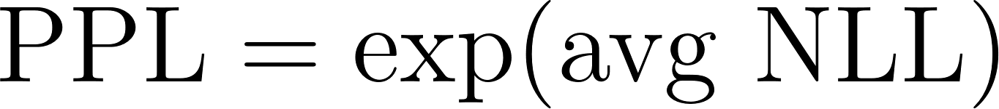 PPL = exp(avg NLL)